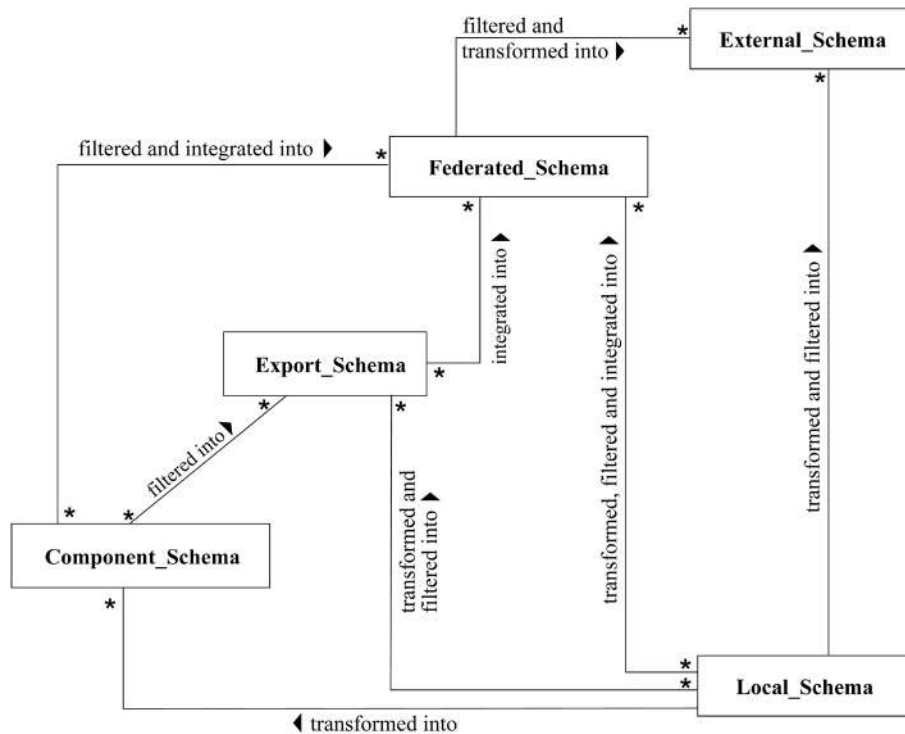 filtered and
transformed into
External_Schema
filtered and integrated into
Federated_Schema
integrated into
transformed, filtered and integrated into
transformed and filtered into
Export_Schema
filtered into
transformed and
filtered into
Component_Schema
Local_Schema
transformed into